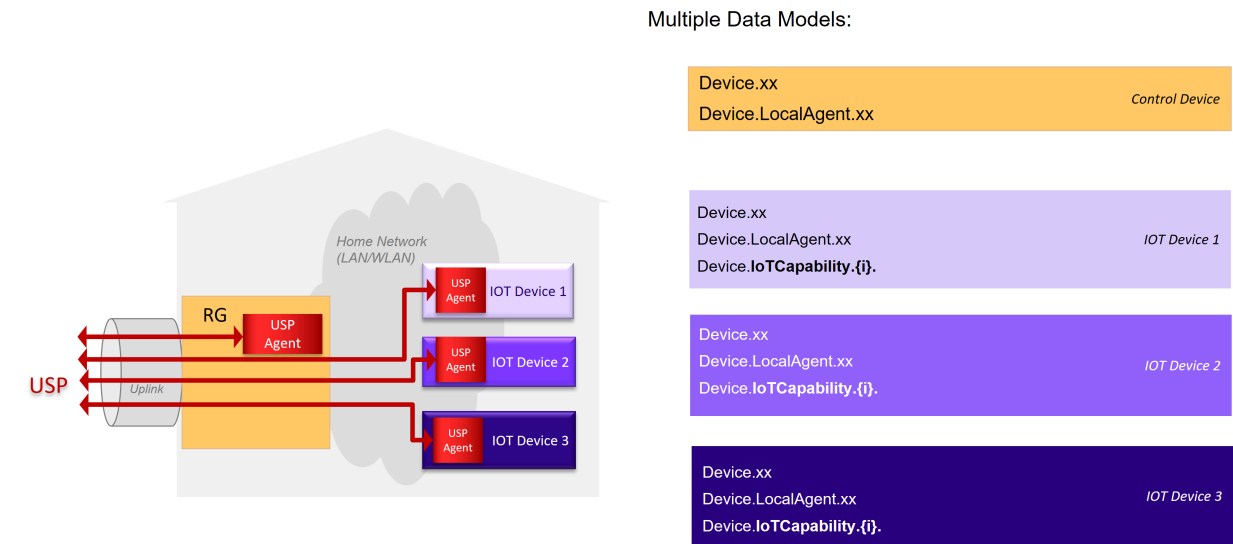 Multiple Data Models:
Device.xx
Device.LocalAgent.xx
Control Device
Device.xx
Device.LocalAgent.xx
Device.IoTCapability.{i}.
IOT Device 1
Device.xx
Device.LocalAgent.xx
Device.IoTCapability.{i}.
IOT Device 2
Device.xx
Device.LocalAgent.xx
Device.IoTCapability.{i}.
IOT Device 3
Home Network
(LAN/WLAN)
RG
USP
Agent
USP
Agent
IOT Device 1
USP
Agent
IOT Device 2
USP
Agent
IOT Device 3
USP
Uplink